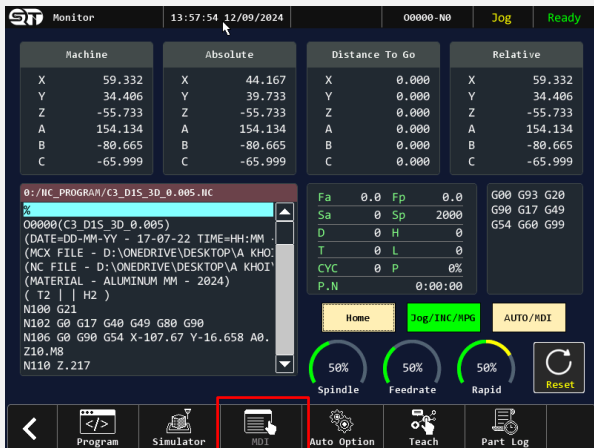 Monitor 13:57:54 12/09/2024 O0000-N0 Jog Ready
Machine
X 59.332
Y 34.406
Z -55.733
A 154.134
B -80.665
C -65.999
Absolute
X 44.167
Y 39.733
Z -55.733
A 154.134
B -80.665
C -65.999
Distance To Go
X 0.000
Y 0.000
Z 0.000
A 0.000
B 0.000
C 0.000
Relative
X 59.332
Y 34.406
Z -55.733
A 154.134
B -80.665
C -65.999
0:/NC_PROGRAM/C3_D1S_3D_0.005.NC
%
O0000(C3_D1S_3D_0.005)
(DATE=DD-MM-YY - 17-07-22 TIME=HH:MM -
(MCX FILE - D:\ONEDRIVE\DESKTOP\A KHOI
(NC FILE - D:\ONEDRIVE\DESKTOP\A KHOI\
(MATERIAL - ALUMINUM MM - 2024)
( T2 | | H2 )
N100 G21
N102 G0 G17 G40 G49 G80 G90
N106 G0 G90 G54 X-107.67 Y-16.658 A0.
Z10.M8
N110 Z.217
Fa 0.0 Fp 0.0
Sa 0 Sp 2000
D 0 H 0
T 0 L 0
CYC 0 P 0%
P.N 0:00:00
G00 G93 G20
G90 G17 G49
G54 G60 G99
Home Jog/INC/MPG AUTO/MDI
50% 50% 50%
Spindle Feedrate Rapid Reset
Program Simulator MDI Auto Option Teach Part Log